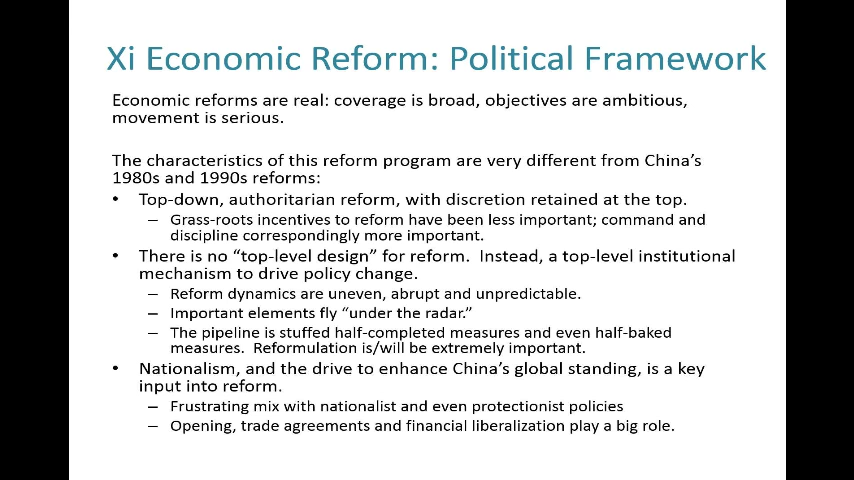 Xi Economic Reform: Political Framework
Economic reforms are real: coverage is broad, objectives are ambitious,
movement is serious.
The characteristics of this reform program are very different from China’s
1980s and 1990s reforms:
• Top-down, authoritarian reform, with discretion retained at the top.
– Grass-roots incentives to reform have been less important; command and
discipline correspondingly more important.
• There is no “top-level design” for reform. Instead, a top-level institutional
mechanism to drive policy change.
– Reform dynamics are uneven, abrupt and unpredictable.
– Important elements fly “under the radar.”
– The pipeline is stuffed half-completed measures and even half-baked
measures. Reformulation is/will be extremely important.
• Nationalism, and the drive to enhance China’s global standing, is a key
input into reform.
– Frustrating mix with nationalist and even protectionist policies
– Opening, trade agreements and financial liberalization play a big role.